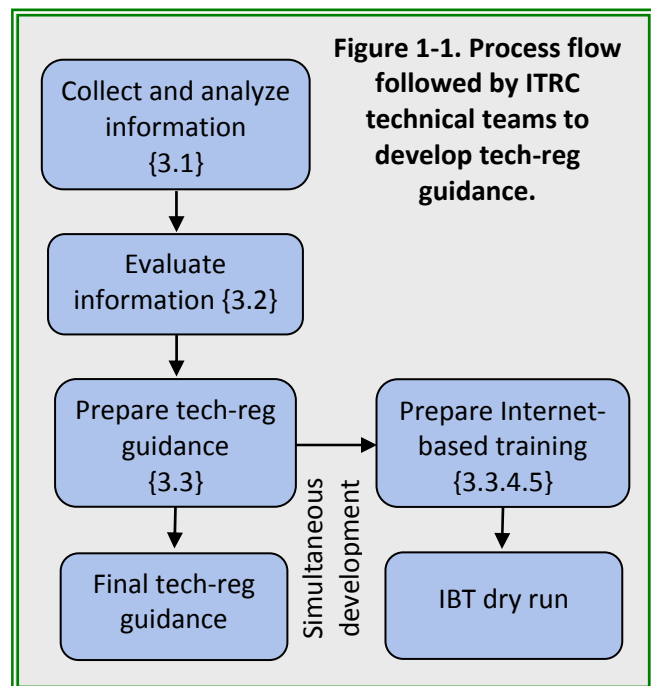 Figure 1-1. Process flow
followed by ITRC
technical teams to
develop tech-reg
guidance.
Collect and analyze
information
{3.1}
Evaluate
information {3.2}
Prepare tech-reg
guidance
{3.3}
Simultaneous
development
Prepare Internet-
based training
{3.3.4.5}
Final tech-reg
guidance
IBT dry run